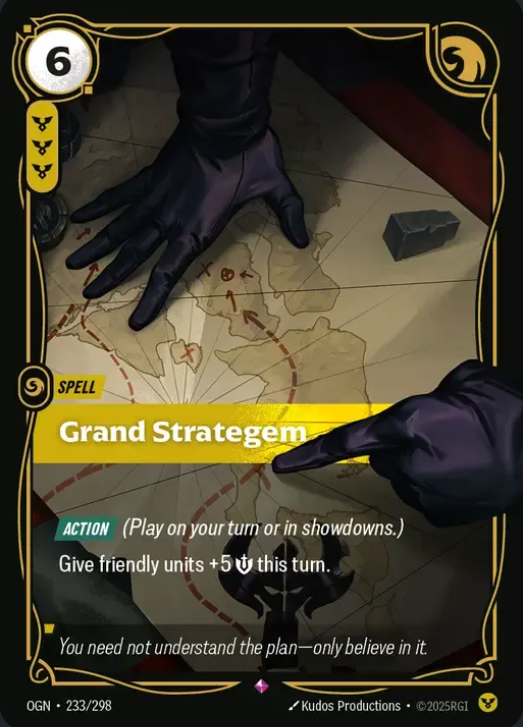 6
SPELL
Grand Strategem
ACTION (Play on your turn or in showdowns.)
Give friendly units +5 this turn.
You need not understand the plan—only believe in it.
OGN • 233/298 Kudos Productions • ©2025RGI